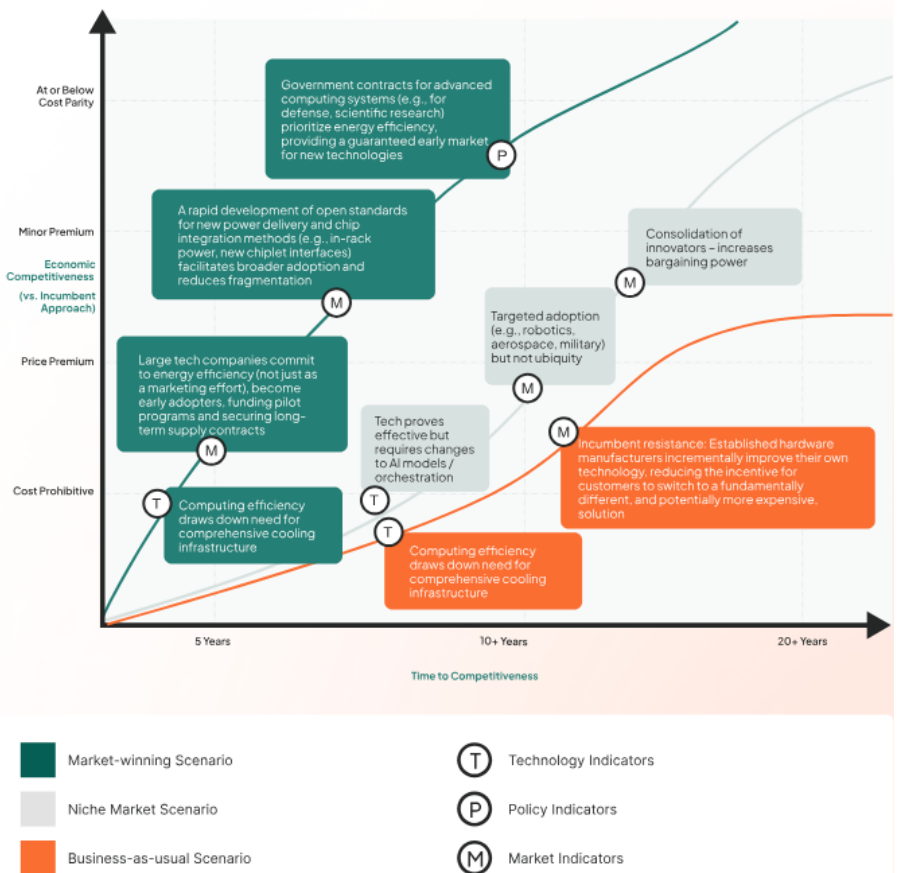 At or Below
Cost Parity
Government contracts for advanced
computing systems (e.g., for
defense, scientific research)
prioritize energy efficiency,
providing a guaranteed early market
for new technologies
P
A rapid development of open standards
for new power delivery and chip
integration methods (e.g., in-rack
power, new chiplet interfaces)
facilitates broader adoption and
reduces fragmentation
M
Minor Premium
Economic
Competitiveness
(vs. Incumbent
Approach)
Consolidation of
innovators – increases
bargaining power
M
Targeted adoption
(e.g., robotics,
aerospace, military)
but not ubiquity
M
Price Premium
Large tech companies commit
to energy efficiency (not just as
a marketing effort), become
early adopters, funding pilot
programs and securing long-
term supply contracts
M
Tech proves
effective but
requires changes
to AI models /
orchestration
T
M
Incumbent resistance: Established hardware
manufacturers incrementally improve their own
technology, reducing the incentive for
customers to switch to a fundamentally
different, and potentially more expensive,
solution
Cost Prohibitive
T
Computing efficiency
draws down need for
comprehensive cooling
infrastructure
T
Computing efficiency
draws down need for
comprehensive cooling
infrastructure
5 Years
10+ Years
20+ Years
Time to Competitiveness
Market-winning Scenario
Niche Market Scenario
Business-as-usual Scenario
T Technology Indicators
P Policy Indicators
M Market Indicators